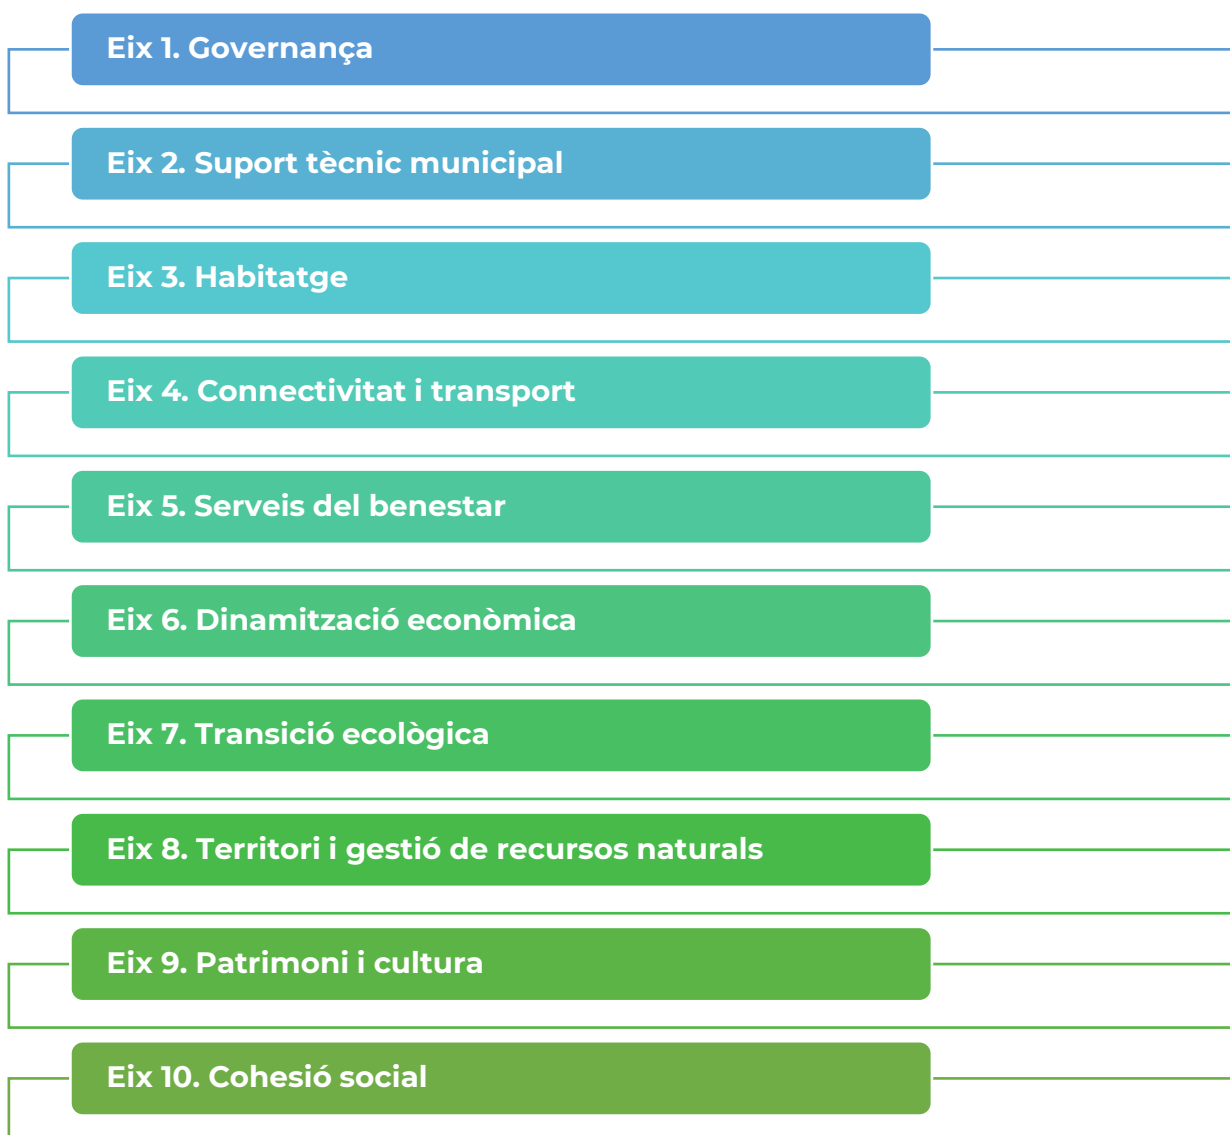 Eix 1. Governança
Eix 2. Suport tècnic municipal
Eix 3. Habitatge
Eix 4. Connectivitat i transport
Eix 5. Serveis del benestar
Eix 6. Dinamització econòmica
Eix 7. Transició ecològica
Eix 8. Territori i gestió de recursos naturals
Eix 9. Patrimoni i cultura
Eix 10. Cohesió social